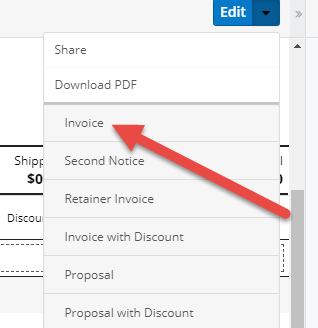 Edit
»
Share
Download PDF
Invoice
Shipp
l
$0
0
Second Notice
Retainer Invoice
Discou
Invoice with Discount
Proposal
Proposal with Discount